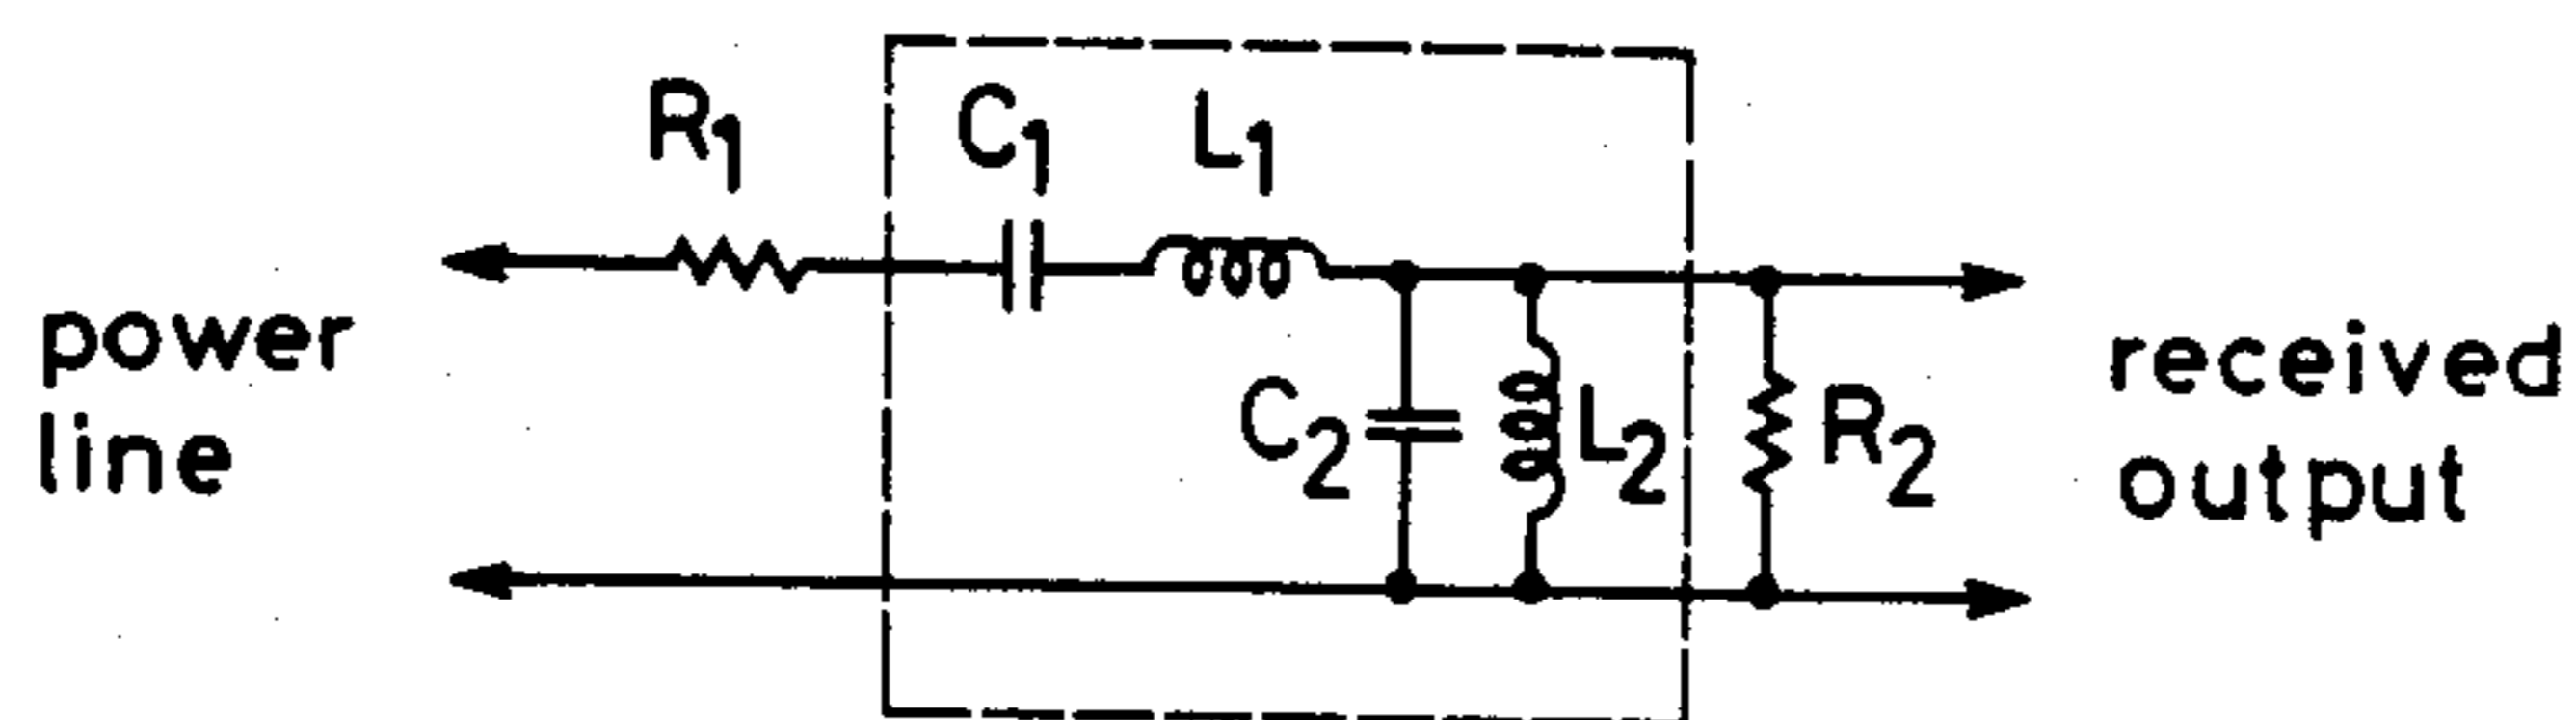 R1
C1
L1
power
line
C2
L2
R2
received
output